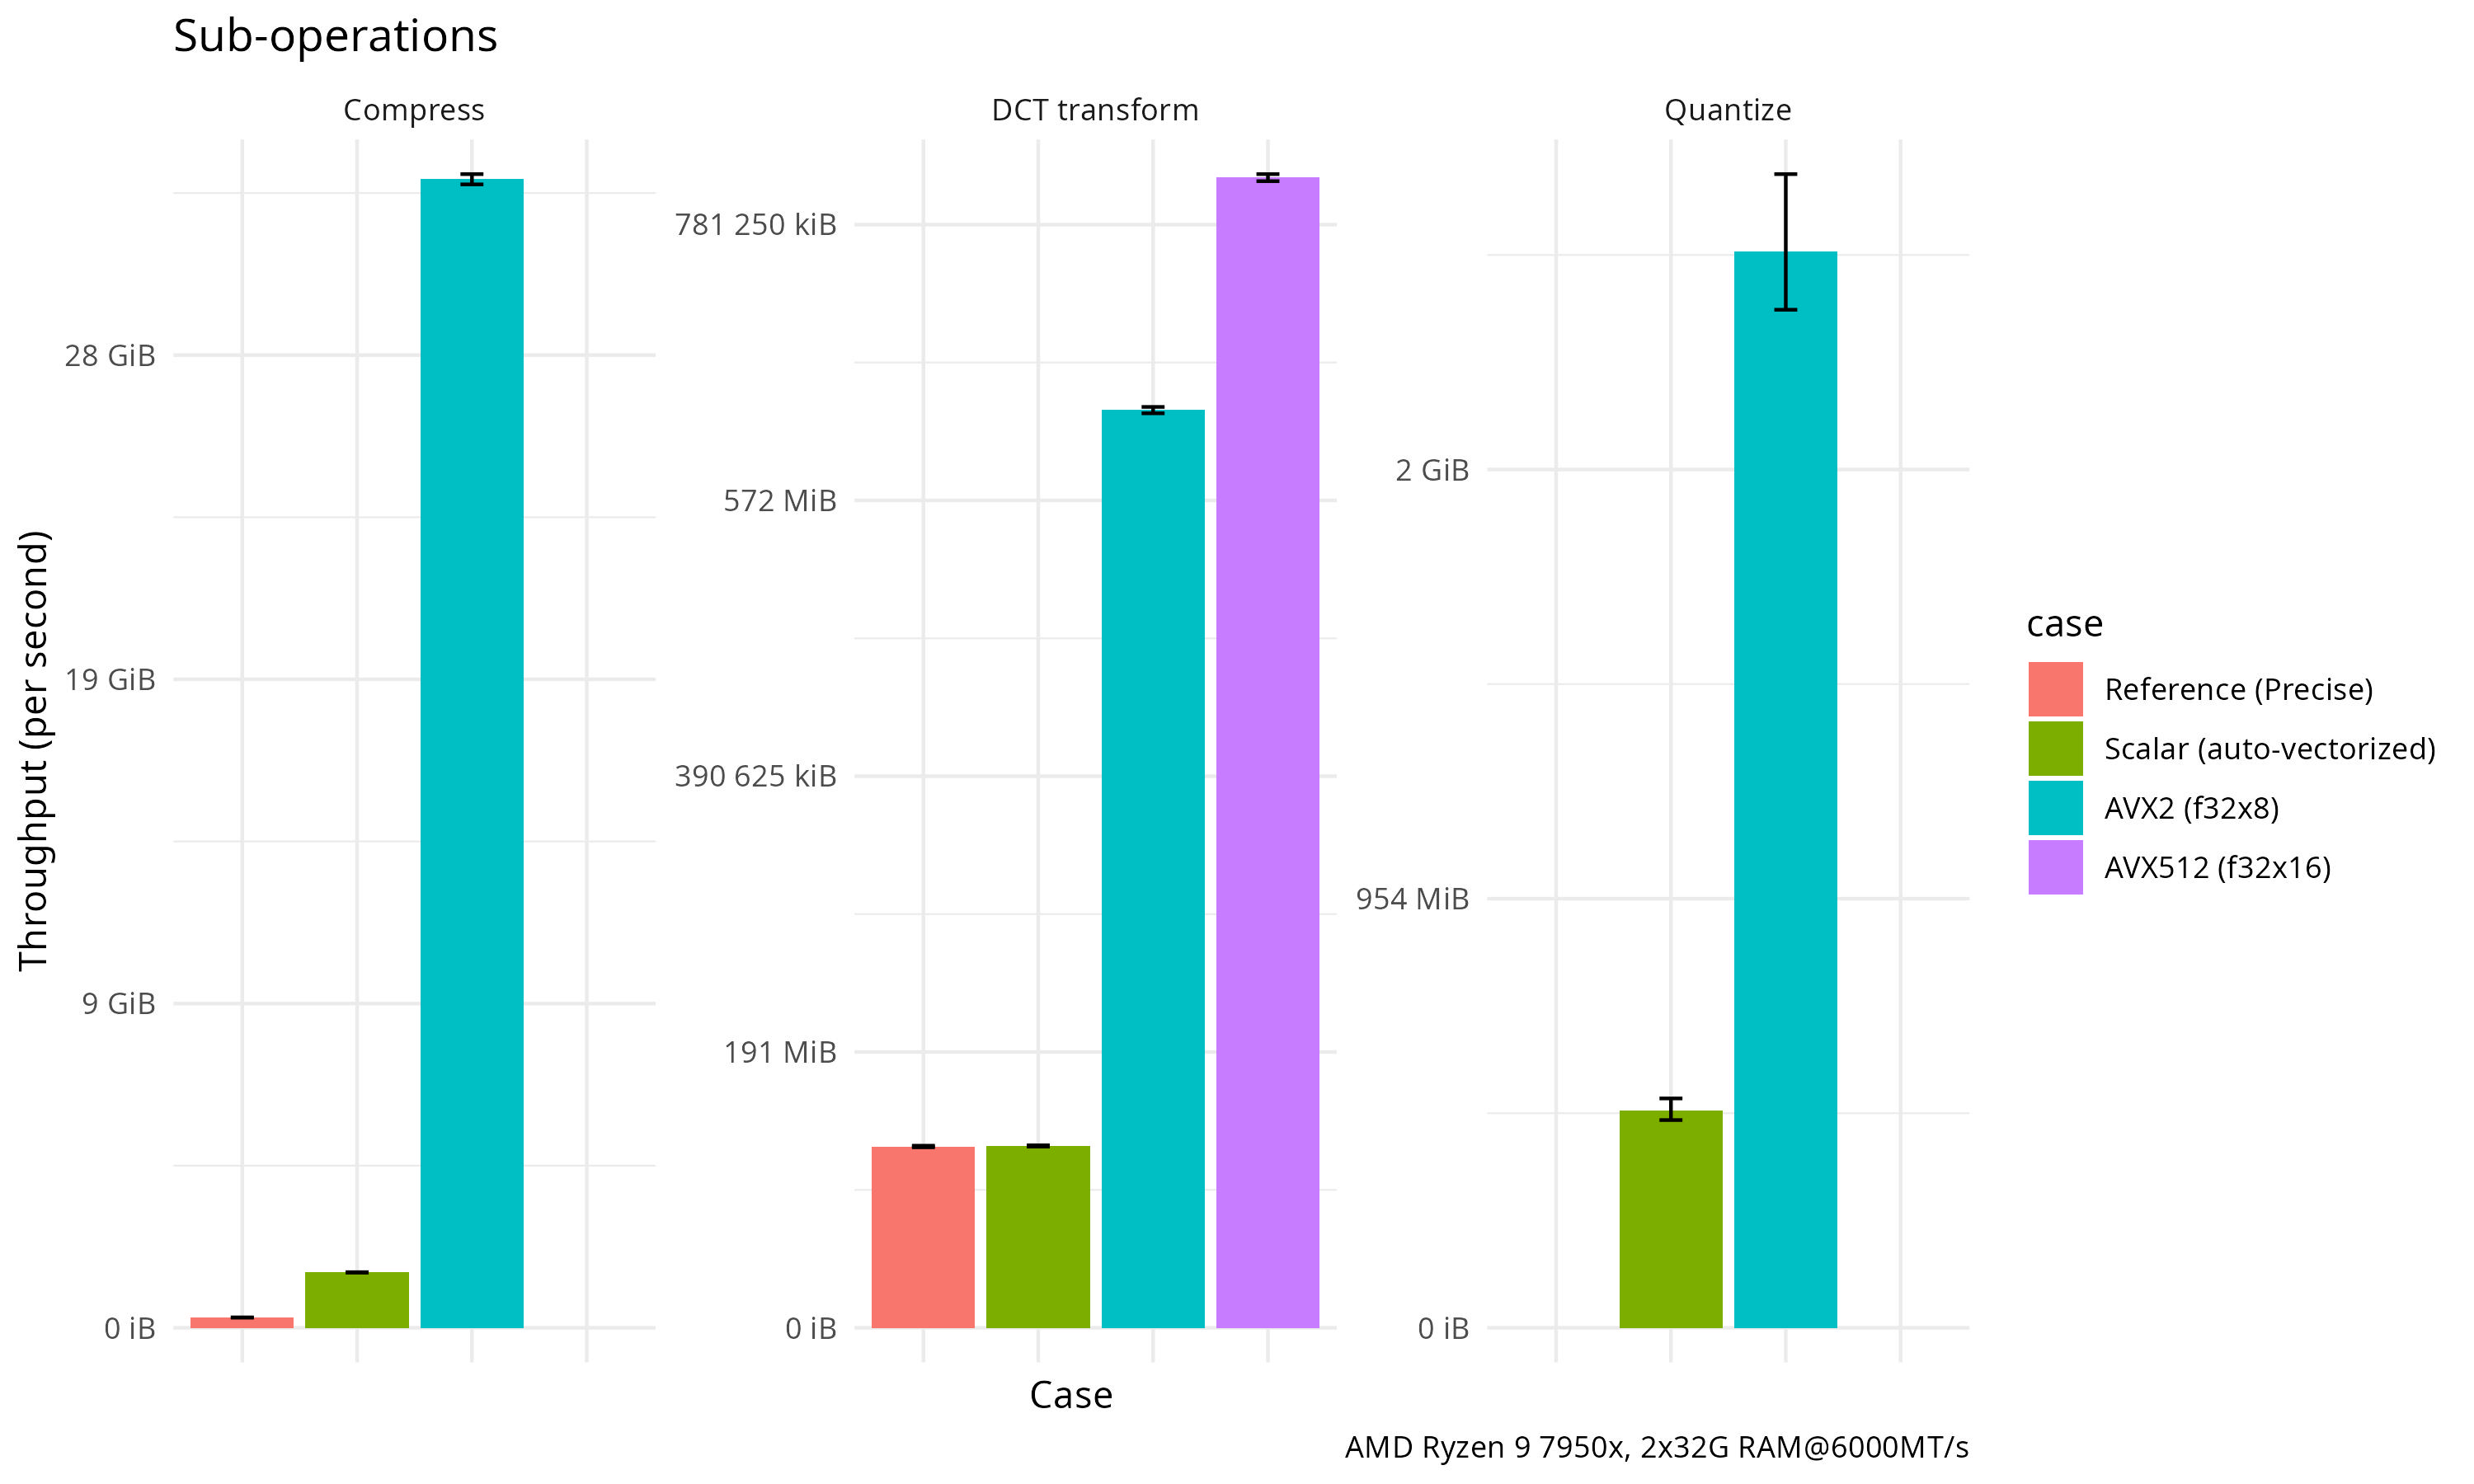 Sub-operations
Compress
DCT transform
Quantize
Throughput (per second)
28 GiB
19 GiB
9 GiB
0 iB
781 250 kiB
572 MiB
390 625 kiB
191 MiB
0 iB
2 GiB
954 MiB
0 iB
Case
case
Reference (Precise)
Scalar (auto-vectorized)
AVX2 (f32x8)
AVX512 (f32x16)
AMD Ryzen 9 7950x, 2x32G RAM@6000MT/s